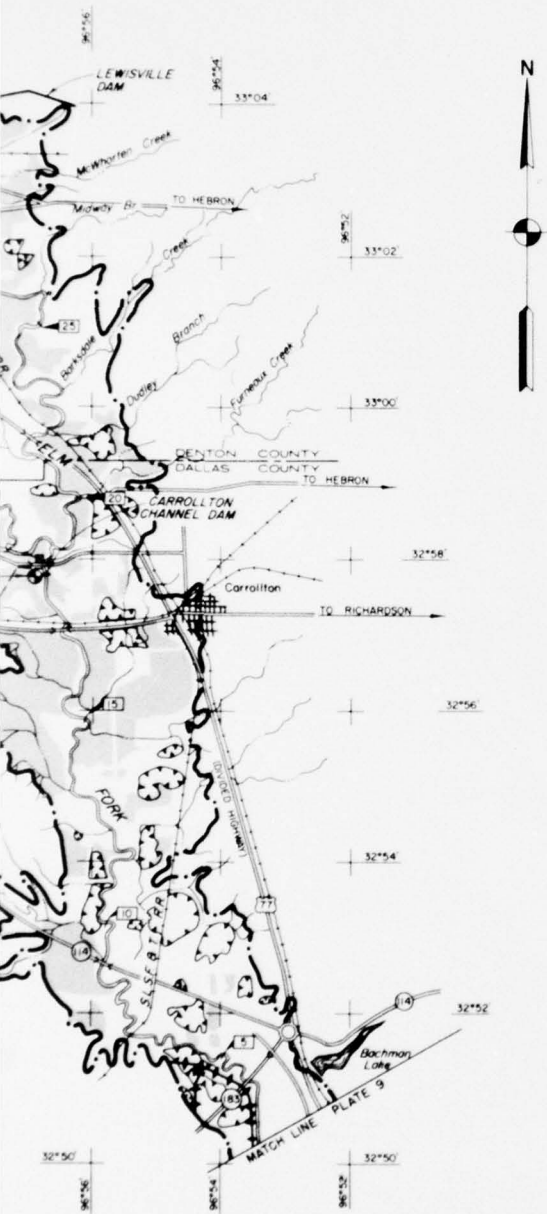 96°56'
96°54'
N
LEWISVILLE
DAM
33°04'
McWhorten Creek
Midway Br.
TO HEBRON
96°52'
33°02'
Creek
Barksdale
25
Branch
Dudley
Furneaux Creek
33°00'
ELM
DENTON COUNTY
DALLAS COUNTY
TO HEBRON
20
CARROLLTON
CHANNEL DAM
32°58'
Carrollton
TO RICHARDSON
15
32°56'
FORK
(DIVIDED HIGHWAY)
32°54'
77
10
114
SLSF & T RR
114
32°52'
5
Bachman
Lake
183
MATCH LINE PLATE 9
32°50'
32°50'
96°56'
96°54'
96°52'